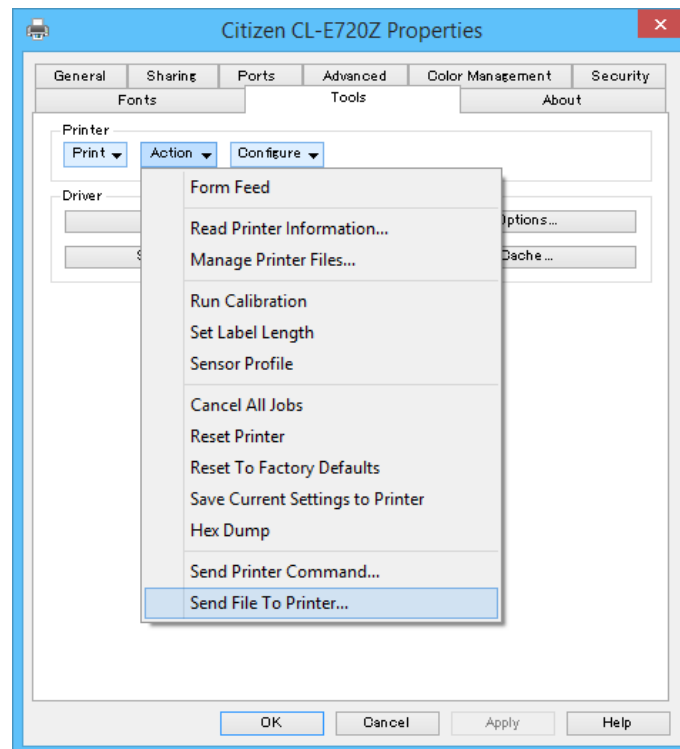 Citizen CL-E720Z Properties
General Sharing Ports Advanced Color Management Security
Fonts Tools About
Printer
Print Action Configure
Form Feed
Driver
Read Printer Information...
Manage Printer Files...
Run Calibration
Set Label Length
Sensor Profile
Cancel All Jobs
Reset Printer
Reset To Factory Defaults
Save Current Settings to Printer
Hex Dump
Send Printer Command...
Send File To Printer...
OK Cancel Apply Help